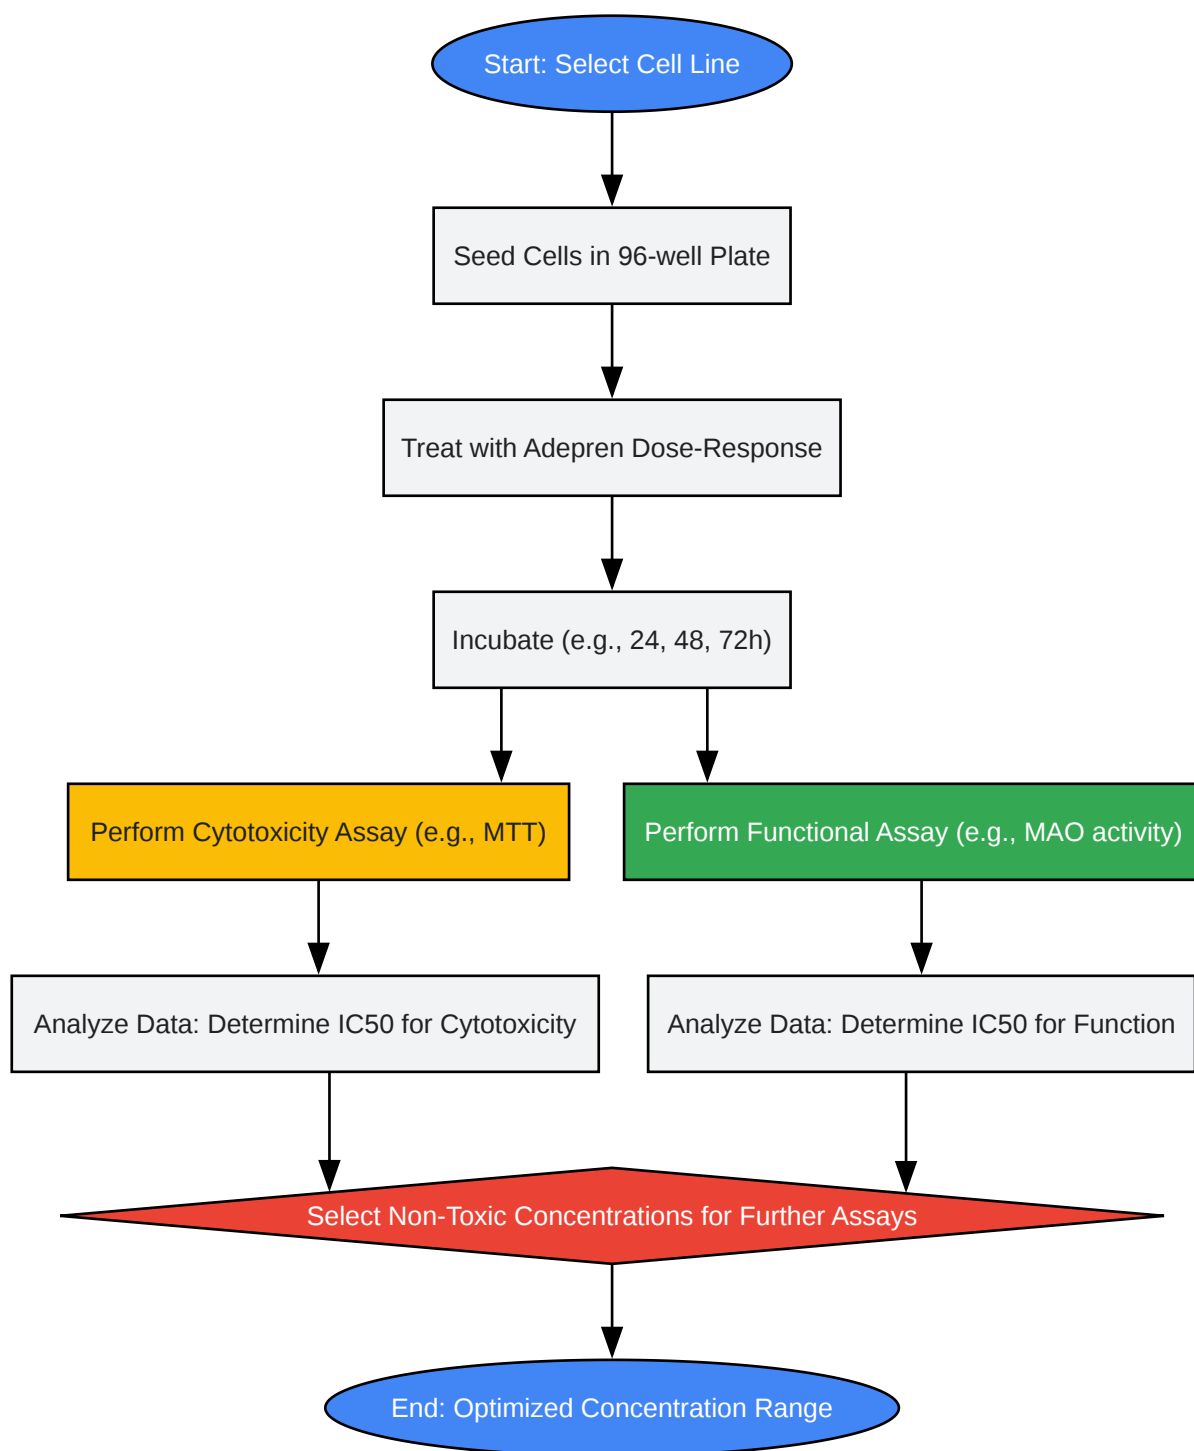 Start: Select Cell Line
Seed Cells in 96-well Plate
Treat with Adepren Dose-Response
Incubate (e.g., 24, 48, 72h)
Perform Cytotoxicity Assay (e.g., MTT)
Perform Functional Assay (e.g., MAO activity)
Analyze Data: Determine IC50 for Cytotoxicity
Analyze Data: Determine IC50 for Function
Select Non-Toxic Concentrations for Further Assays
End: Optimized Concentration Range